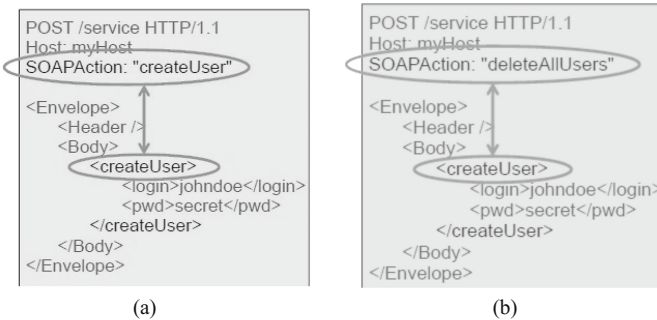 POST /service HTTP/1.1
Host: myHost
SOAPAction: "createUser"
<Envelope>
<Header />
<Body>
<createUser>
<login>johndoe</login>
<pwd>secret</pwd>
</createUser>
</Body>
</Envelope>
(a)
POST /service HTTP/1.1
Host: myHost
SOAPAction: "deleteAllUsers"
<Envelope>
<Header />
<Body>
<createUser>
<login>johndoe</login>
<pwd>secret</pwd>
</createUser>
</Body>
</Envelope>
(b)